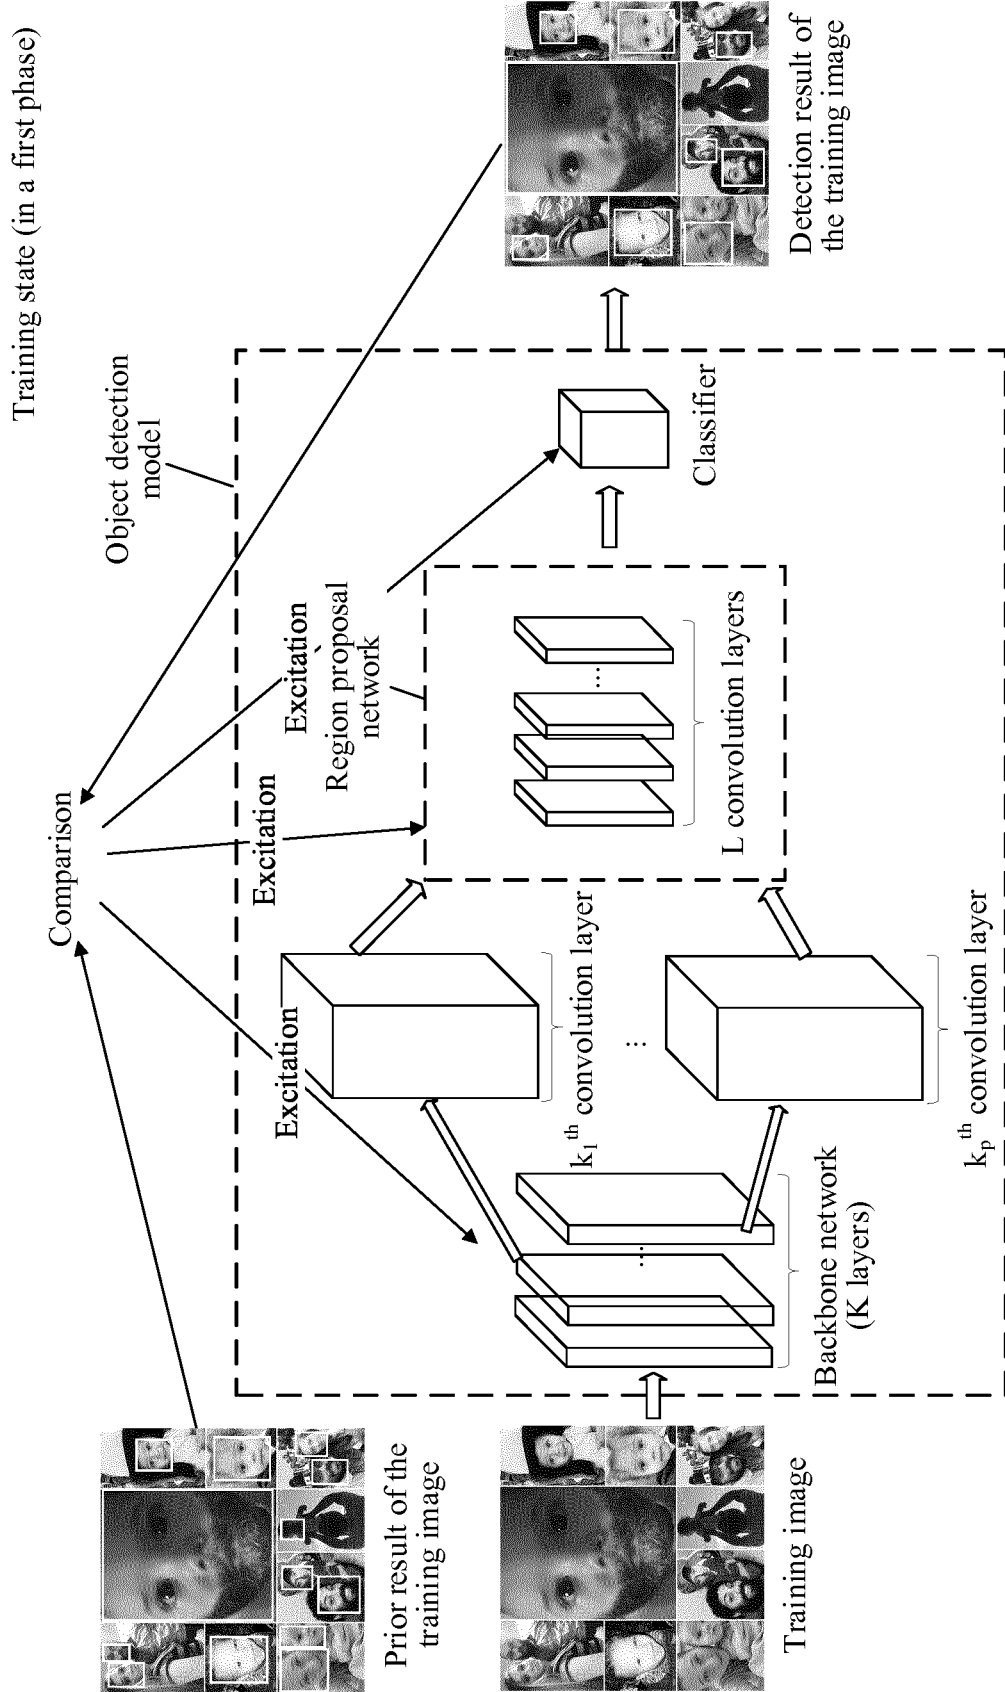 Training state (in a first phase)
Comparison
Object detection
model
Excitation
Excitation
Excitation
Region proposal
network
Prior result of the
training image
Training image
Backbone network
(K layers)
k1th convolution layer
...
...
kpth convolution layer
...
L convolution layers
Classifier
Detection result of
the training image